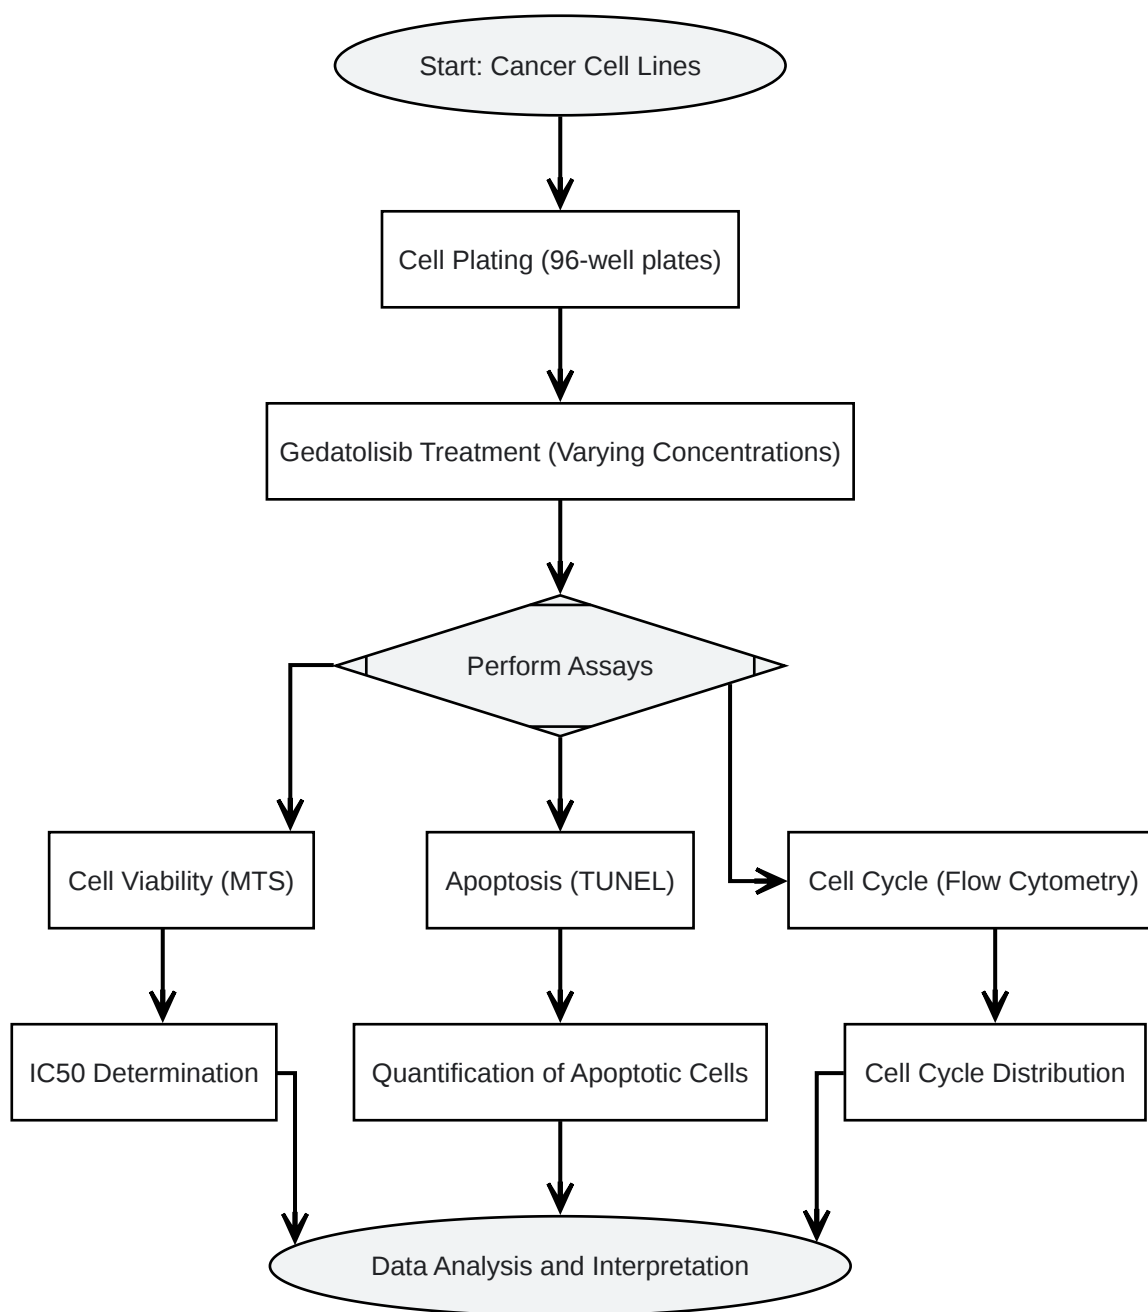 Start: Cancer Cell Lines
Cell Plating (96-well plates)
Gedatolisib Treatment (Varying Concentrations)
Perform Assays
Cell Viability (MTS)
Apoptosis (TUNEL)
Cell Cycle (Flow Cytometry)
IC50 Determination
Quantification of Apoptotic Cells
Cell Cycle Distribution
Data Analysis and Interpretation